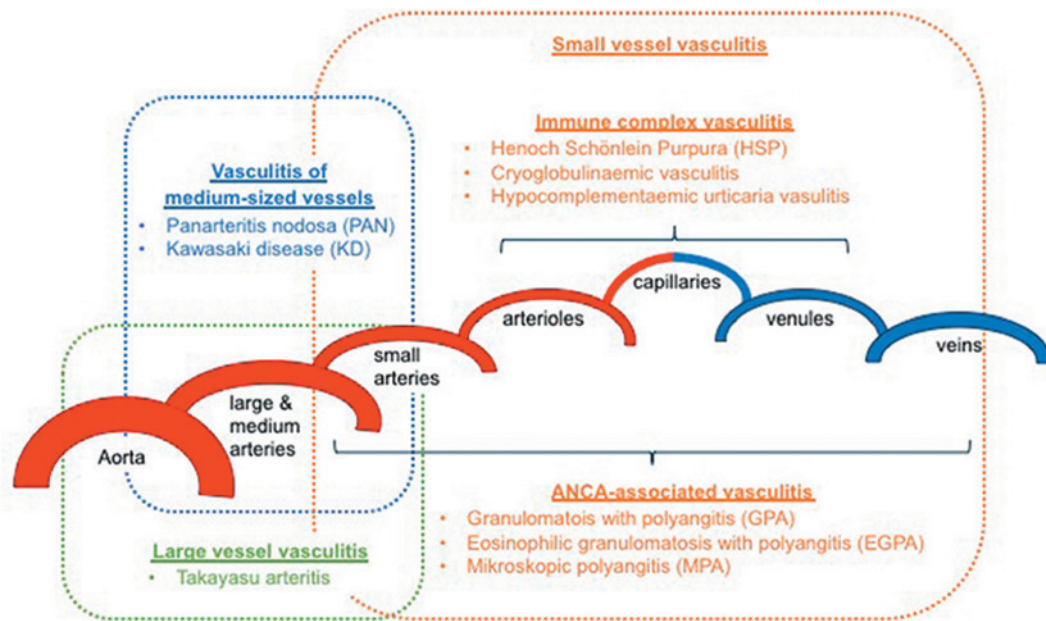 Small vessel vasculitis
Immune complex vasculitis
• Henoch Schönlein Purpura (HSP)
• Cryoglobulinaemic vasculitis
• Hypocomplementaemic urticaria vasulitis
Vasculitis of
medium-sized vessels
• Panarteritis nodosa (PAN)
• Kawasaki disease (KD)
capillaries
arterioles
venules
veins
small
arteries
large &
medium
arteries
Aorta
ANCA-associated vasculitis
• Granulomatois with polyangitis (GPA)
• Eosinophilic granulomatosis with polyangitis (EGPA)
• Mikroskopic polyangitis (MPA)
Large vessel vasculitis
• Takayasu arteritis